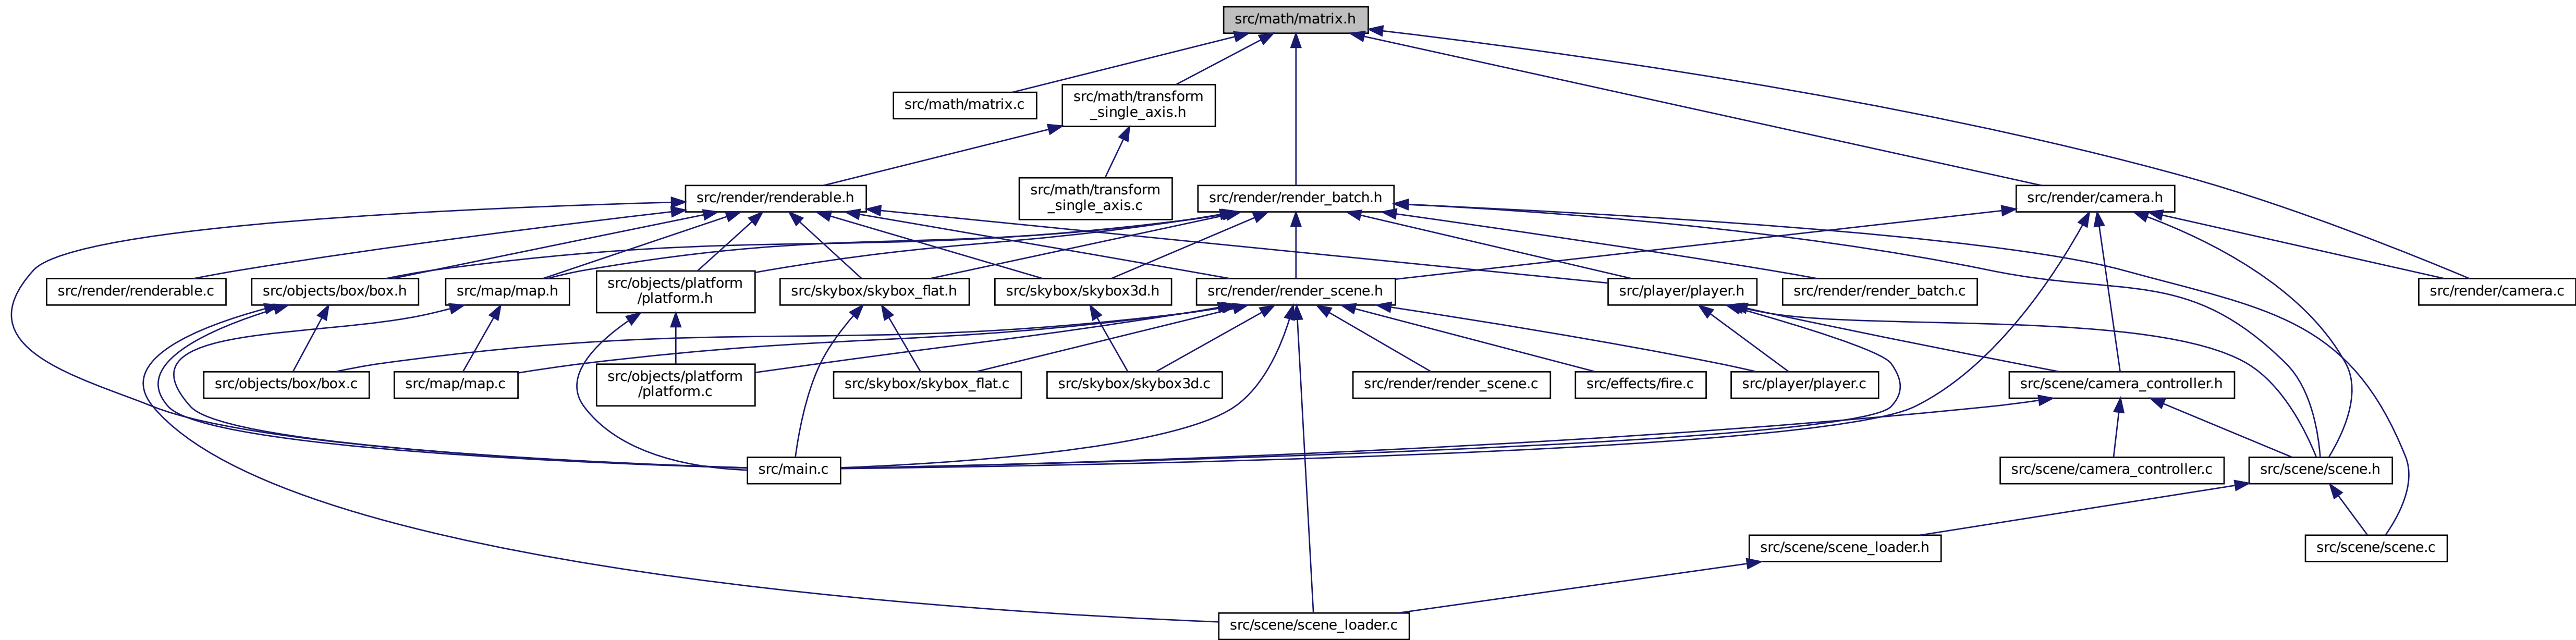 src/math/matrix.h
src/math/matrix.c
src/math/transform
_single_axis.h
src/math/transform
_single_axis.c
src/render/renderable.h
src/render/render_batch.h
src/render/camera.h
src/render/renderable.c
src/objects/box/box.h
src/map/map.h
src/objects/platform
/platform.h
src/skybox/skybox_flat.h
src/skybox/skybox3d.h
src/render/render_scene.h
src/player/player.h
src/render/render_batch.c
src/render/camera.c
src/objects/box/box.c
src/map/map.c
src/objects/platform
/platform.c
src/skybox/skybox_flat.c
src/skybox/skybox3d.c
src/render/render_scene.c
src/effects/fire.c
src/player/player.c
src/scene/camera_controller.h
src/main.c
src/scene/camera_controller.c
src/scene/scene.h
src/scene/scene_loader.h
src/scene/scene.c
src/scene/scene_loader.c